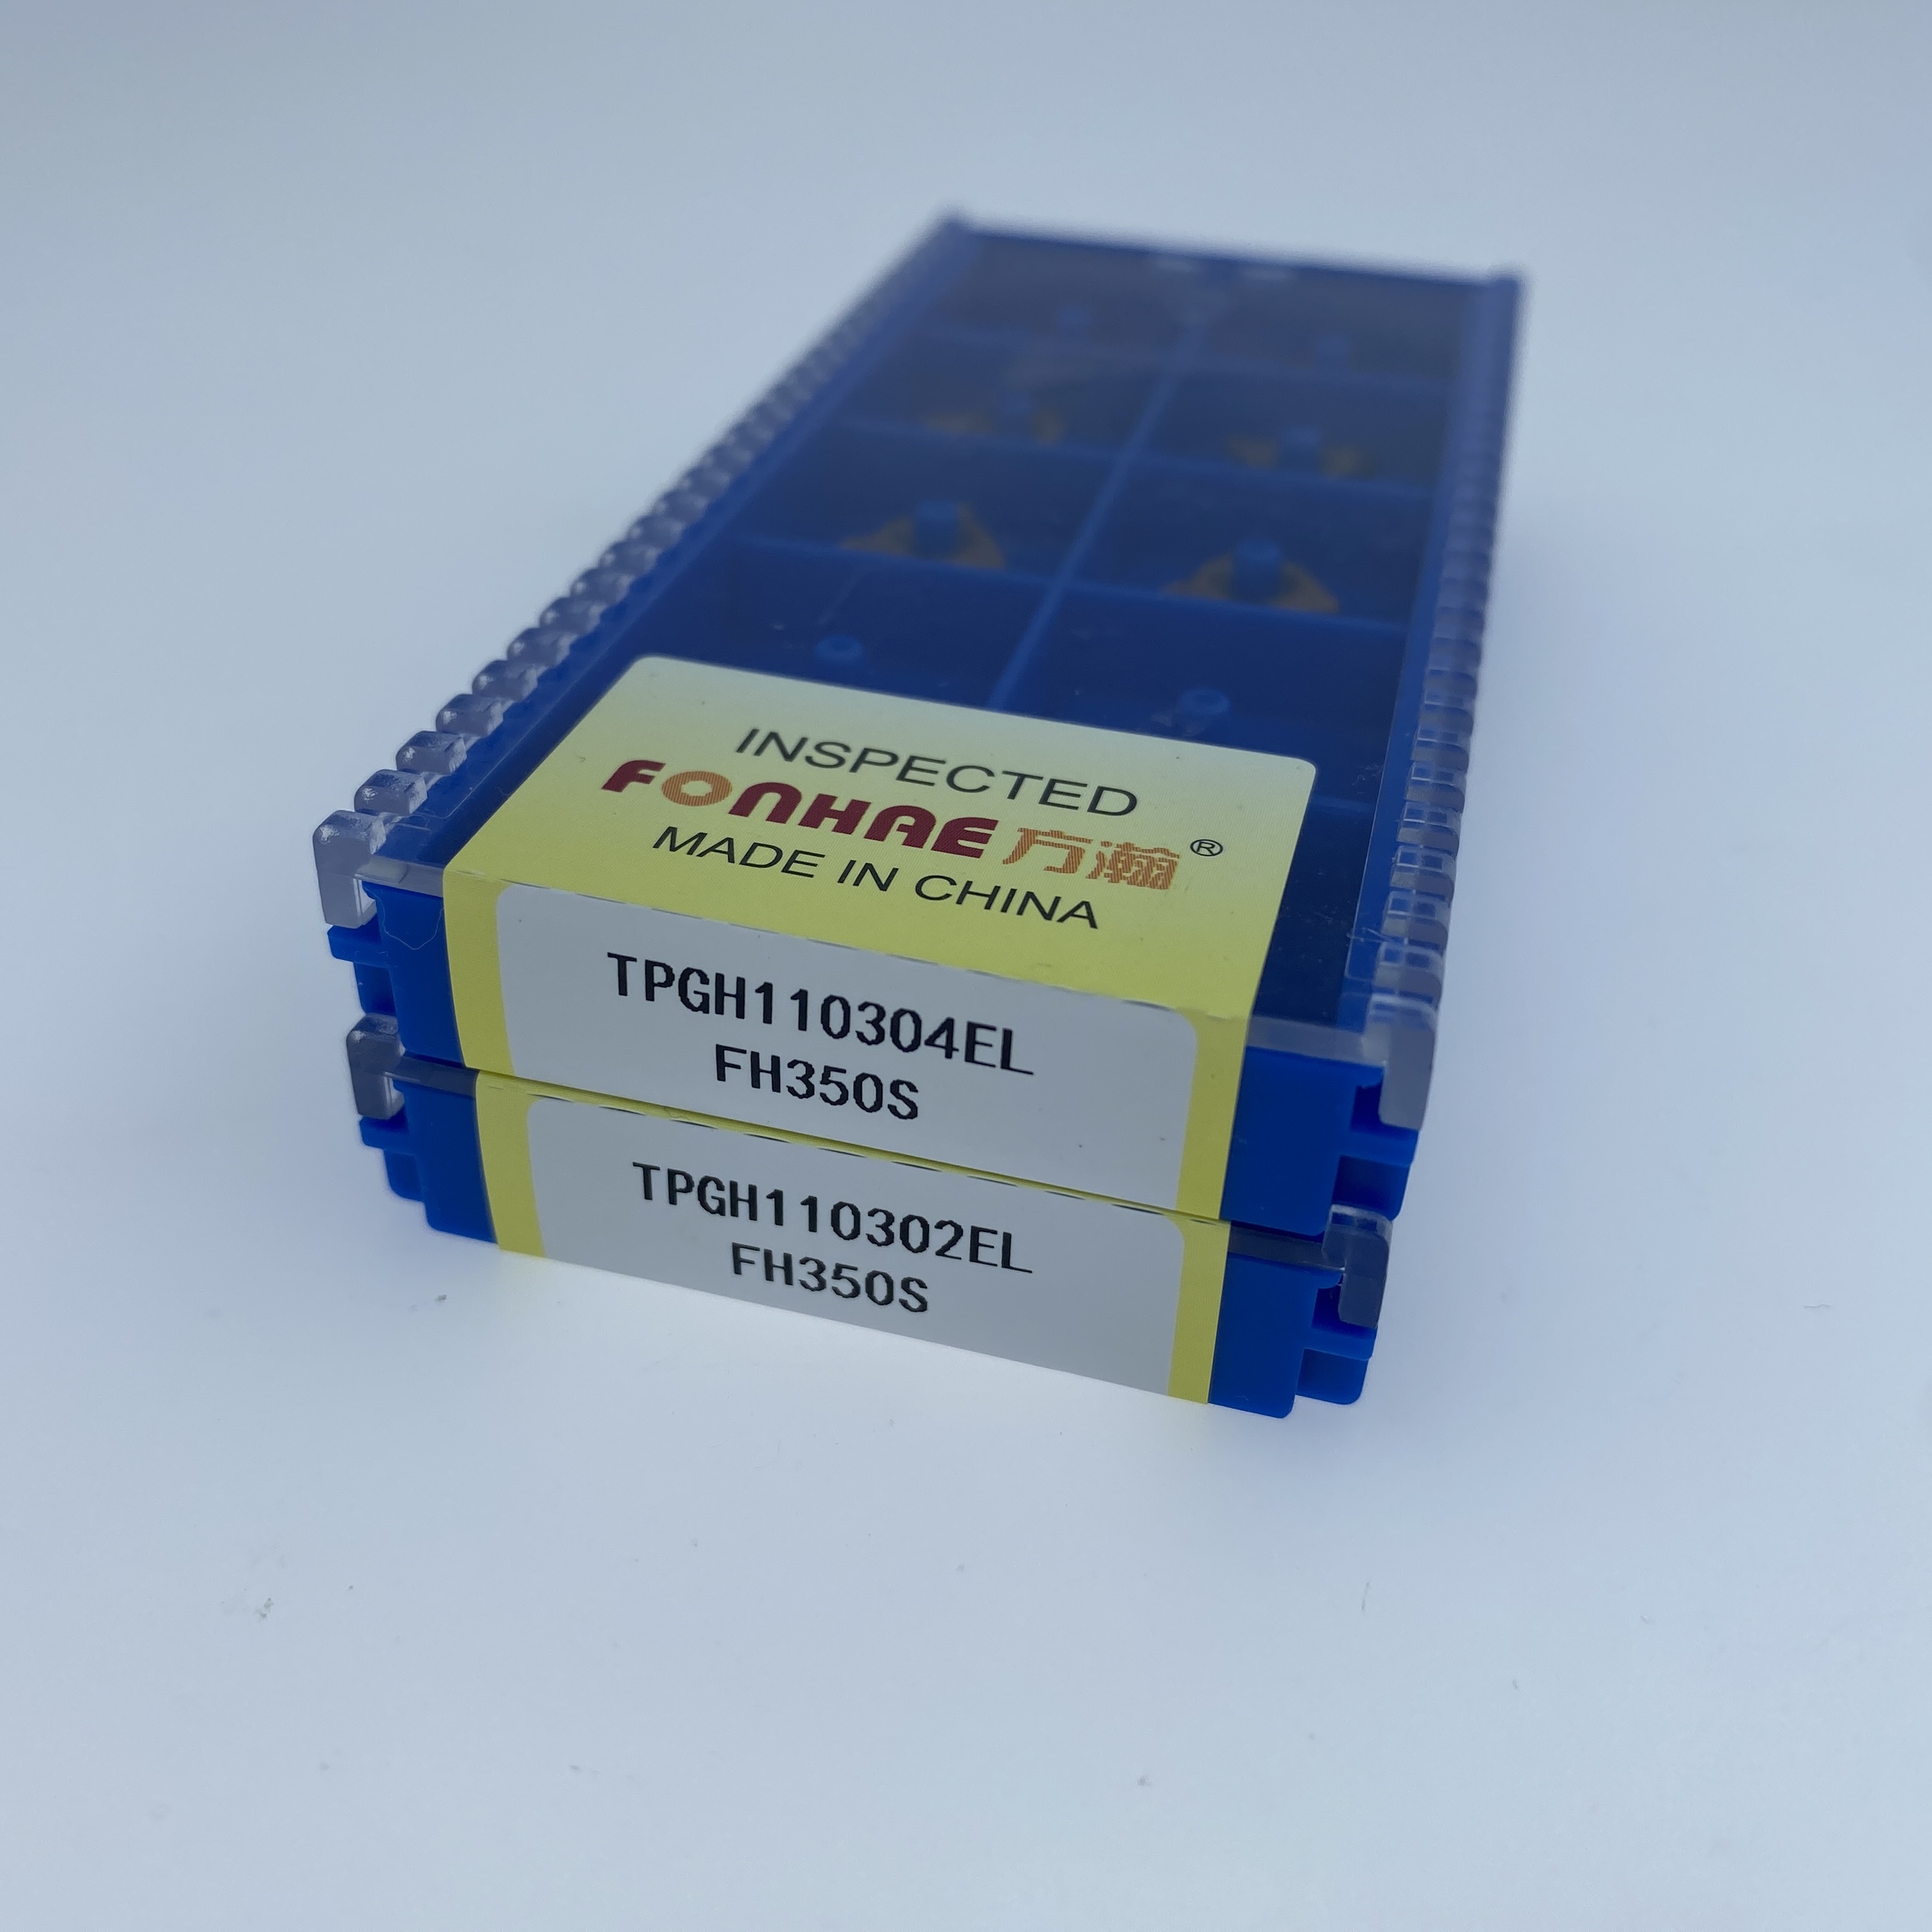 INSPECTED
FONHAE方瀚®
MADE IN CHINA
TPGH110304EL
FH350S
TPGH110302EL
FH350S